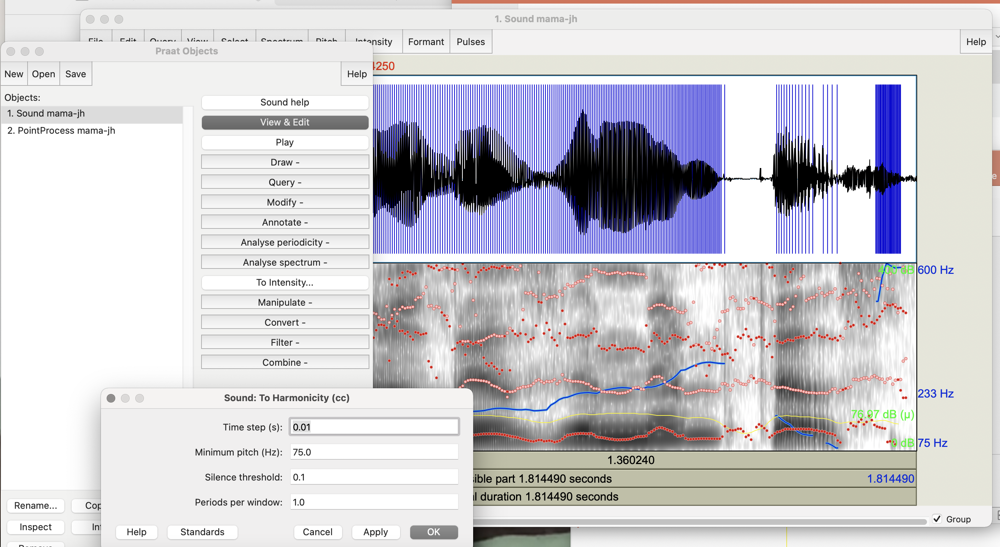 1. Sound mama-jh
File Edit Query View Select Spectrum Pitch Intensity Formant Pulses Help
Praat Objects
New Open Save Help
4250
Objects:
1. Sound mama-jh
2. PointProcess mama-jh
Sound help
View & Edit
Play
Draw -
Query -
Modify -
Annotate -
Analyse periodicity -
Analyse spectrum -
To Intensity...
Manipulate -
Convert -
Filter -
Combine -
400 dB 600 Hz
233 Hz
76.97 dB (µ)
0 dB 75 Hz
1.360240
ible part 1.814490 seconds 1.814490
l duration 1.814490 seconds
Group
Rename...
Inspect
Sound: To Harmonicity (cc)
Time step (s): 0.01
Minimum pitch (Hz): 75.0
Silence threshold: 0.1
Periods per window: 1.0
Help Standards Cancel Apply OK